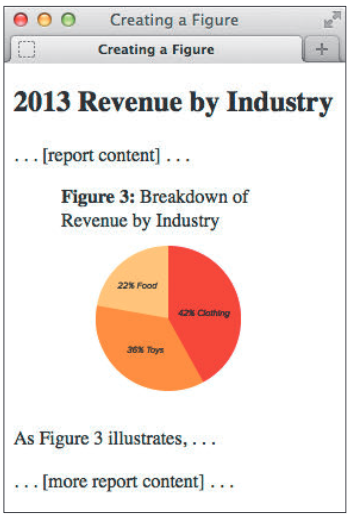 Creating a Figure
Creating a Figure
2013 Revenue by Industry
. . . [report content] . . .
Figure 3: Breakdown of
Revenue by Industry
22% Food
42% Clothing
36% Toys
As Figure 3 illustrates, . . .
. . . [more report content] . . .